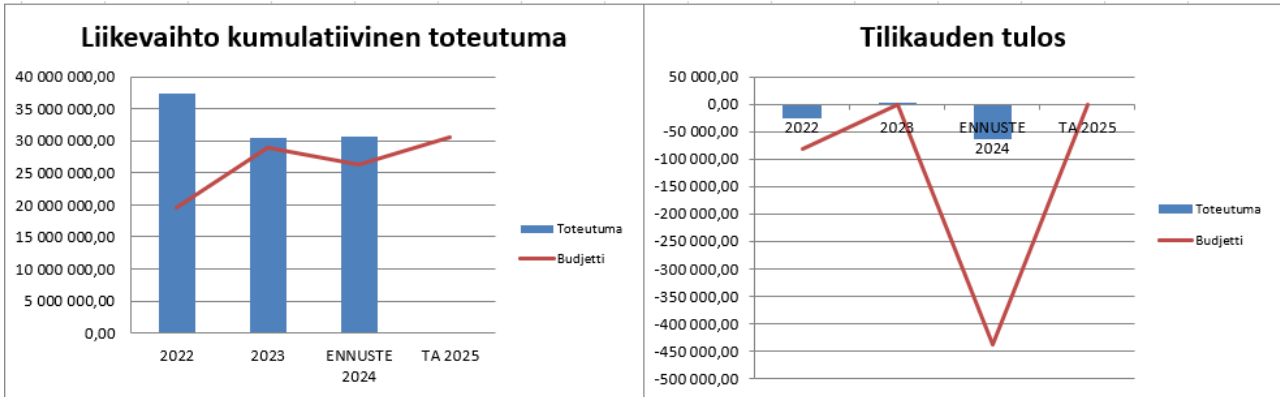 Liikevaihto kumulatiivinen toteutuma
40 000 000,00
35 000 000,00
30 000 000,00
25 000 000,00
20 000 000,00
15 000 000,00
10 000 000,00
5 000 000,00
0,00
2022
2023
ENNUSTE
2024
TA 2025
Toteutuma
Budjetti
Tilikauden tulos
50 000,00
0,00
-50 000,00
-100 000,00
-150 000,00
-200 000,00
-250 000,00
-300 000,00
-350 000,00
-400 000,00
-450 000,00
-500 000,00
2022
2023
ENNUSTE
2024
TA 2025
Toteutuma
Budjetti